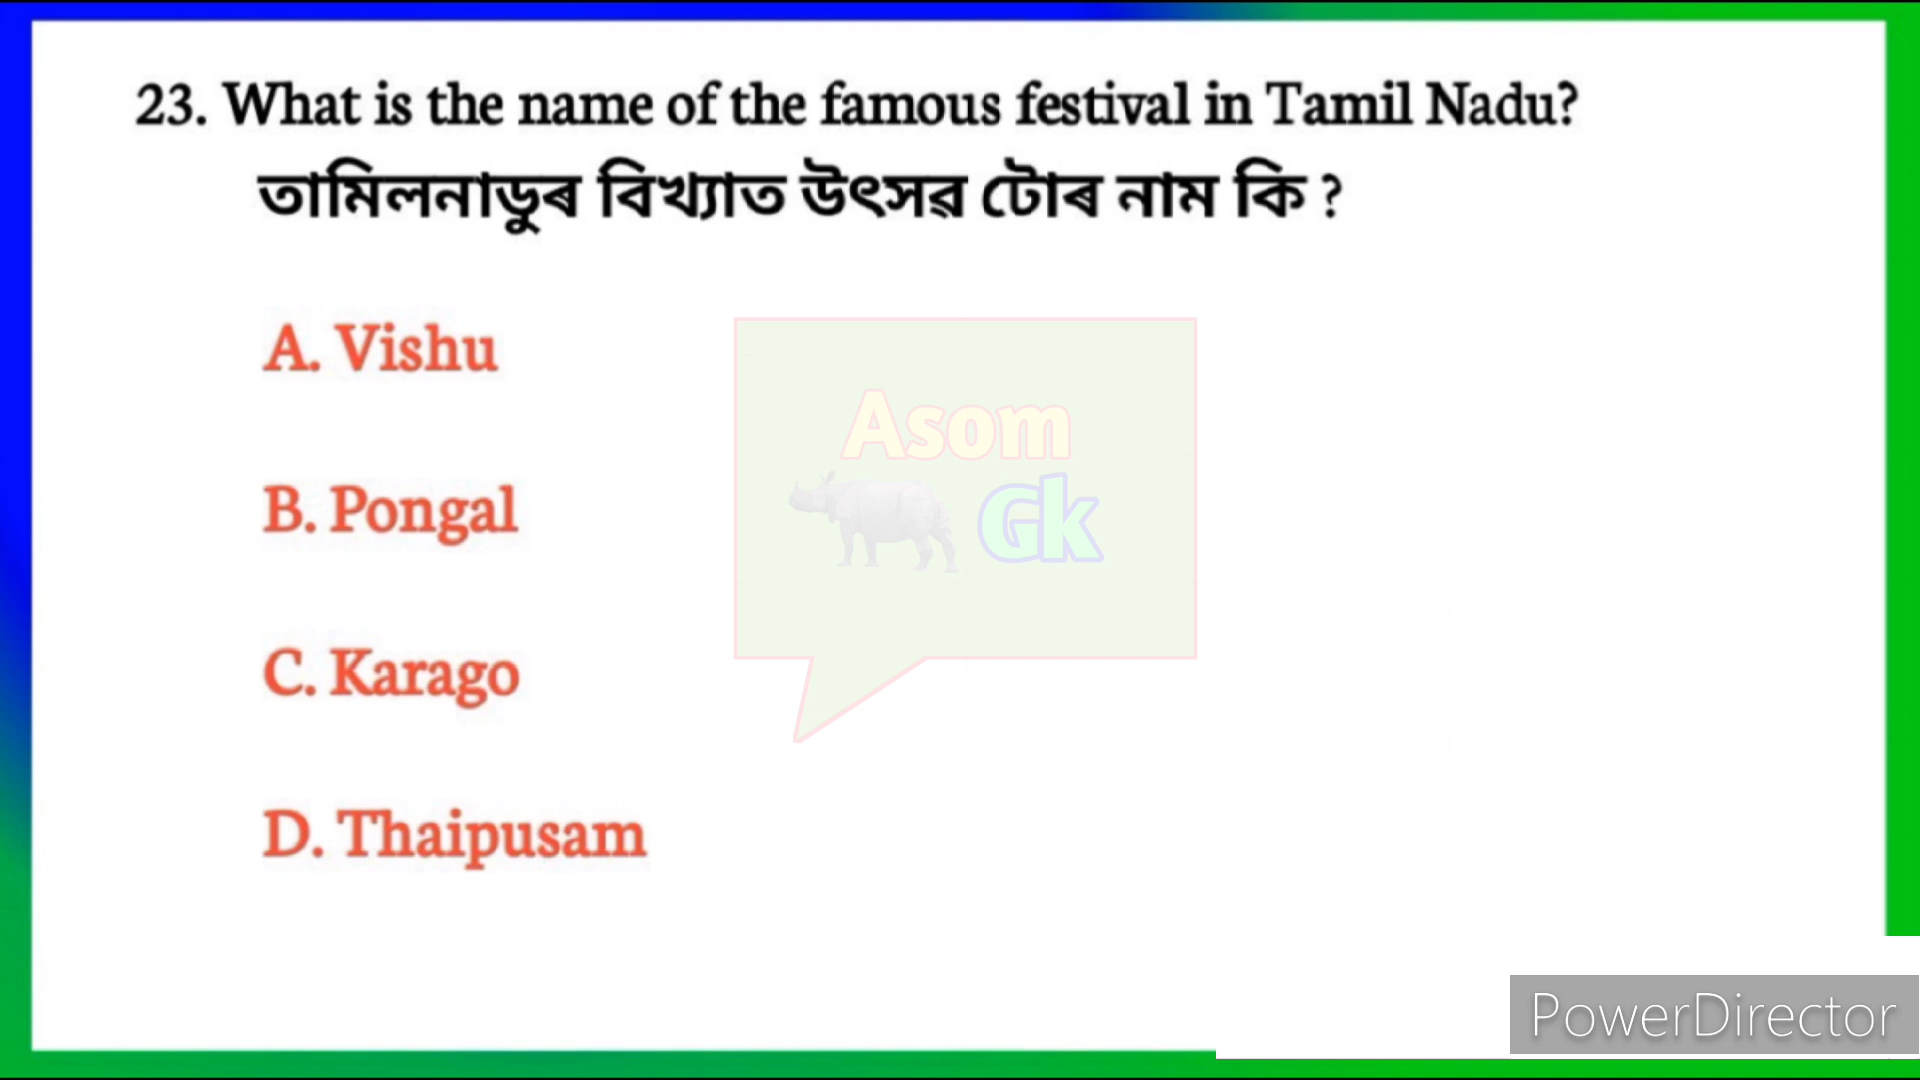 23. What is the name of the famous festival in Tamil Nadu?
তামিলনাডুৰ বিখ্যাত উৎসৱ টোৰ নাম কি ?
A. Vishu
Asom
B. Pongal
Gk
C. Karago
D. Thaipusam
PowerDirector